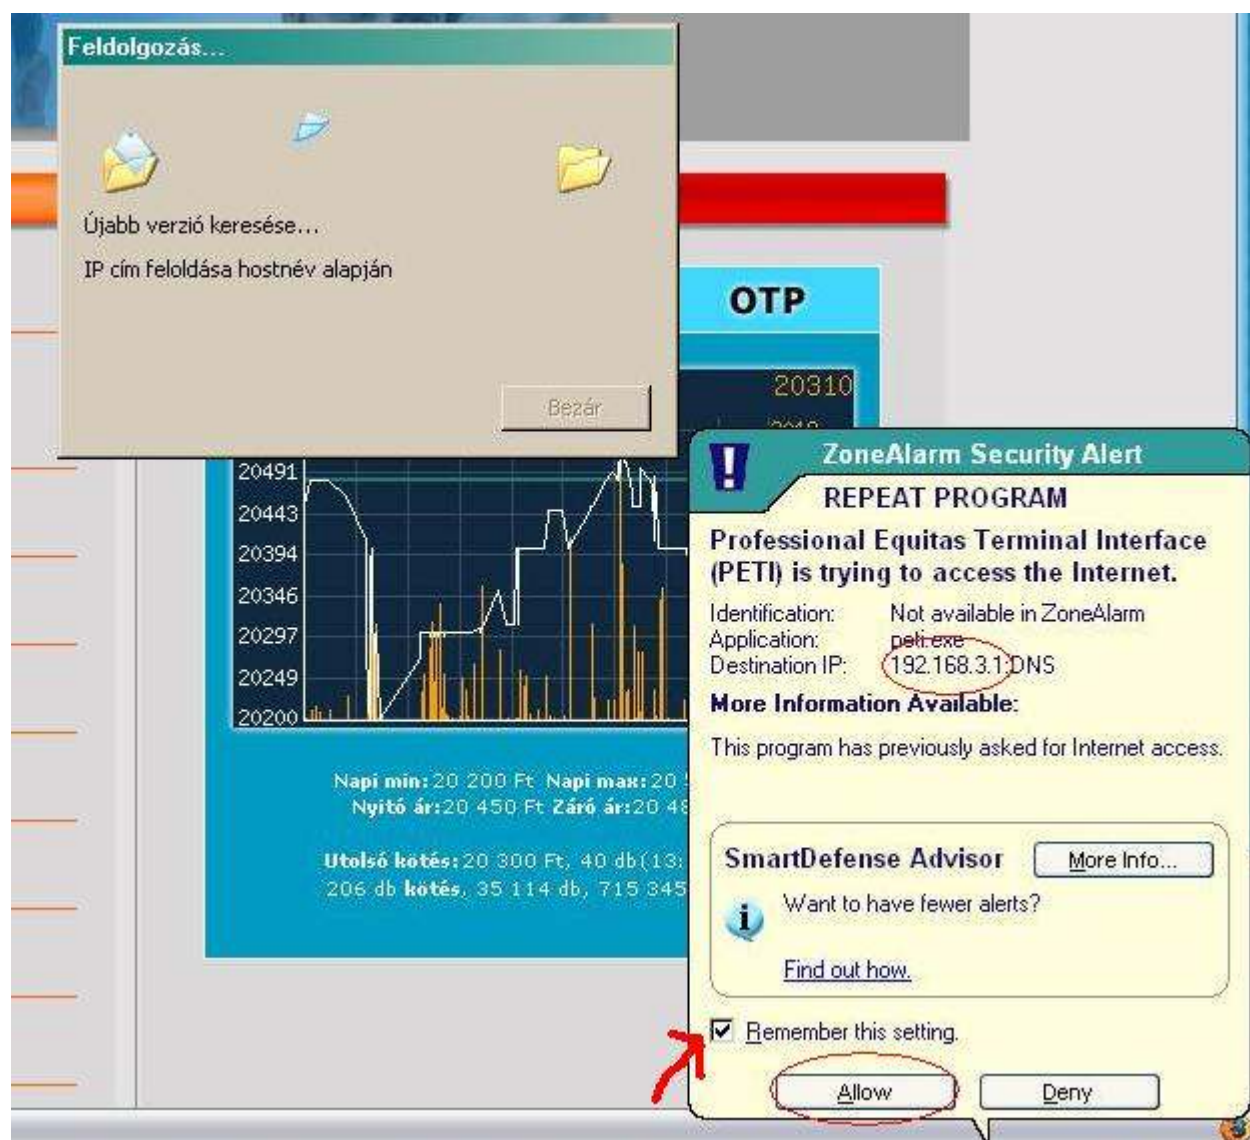 Feldolgozás...
Újabb verzió keresése...
IP cím feloldása hostnév alapján
Bezár
OTP
20310
20491
20443
20394
20346
20297
20249
20200
Napi min: 20 200 Ft Napi max: 20
Nyitó ár:20 450 Ft Záró ár:20 48
Utolsó kötés: 20 300 Ft, 40 db(13:
206 db kötés, 35 114 db, 715 345
ZoneAlarm Security Alert
REPEAT PROGRAM
Professional Equitas Terminal Interface
(PETI) is trying to access the Internet.
Identification: Not available in ZoneAlarm
Application: peti.exe
Destination IP: 192.168.3.1:DNS
More Information Available:
This program has previously asked for Internet access.
SmartDefense Advisor More Info...
Want to have fewer alerts?
Find out how.
Remember this setting.
Allow Deny